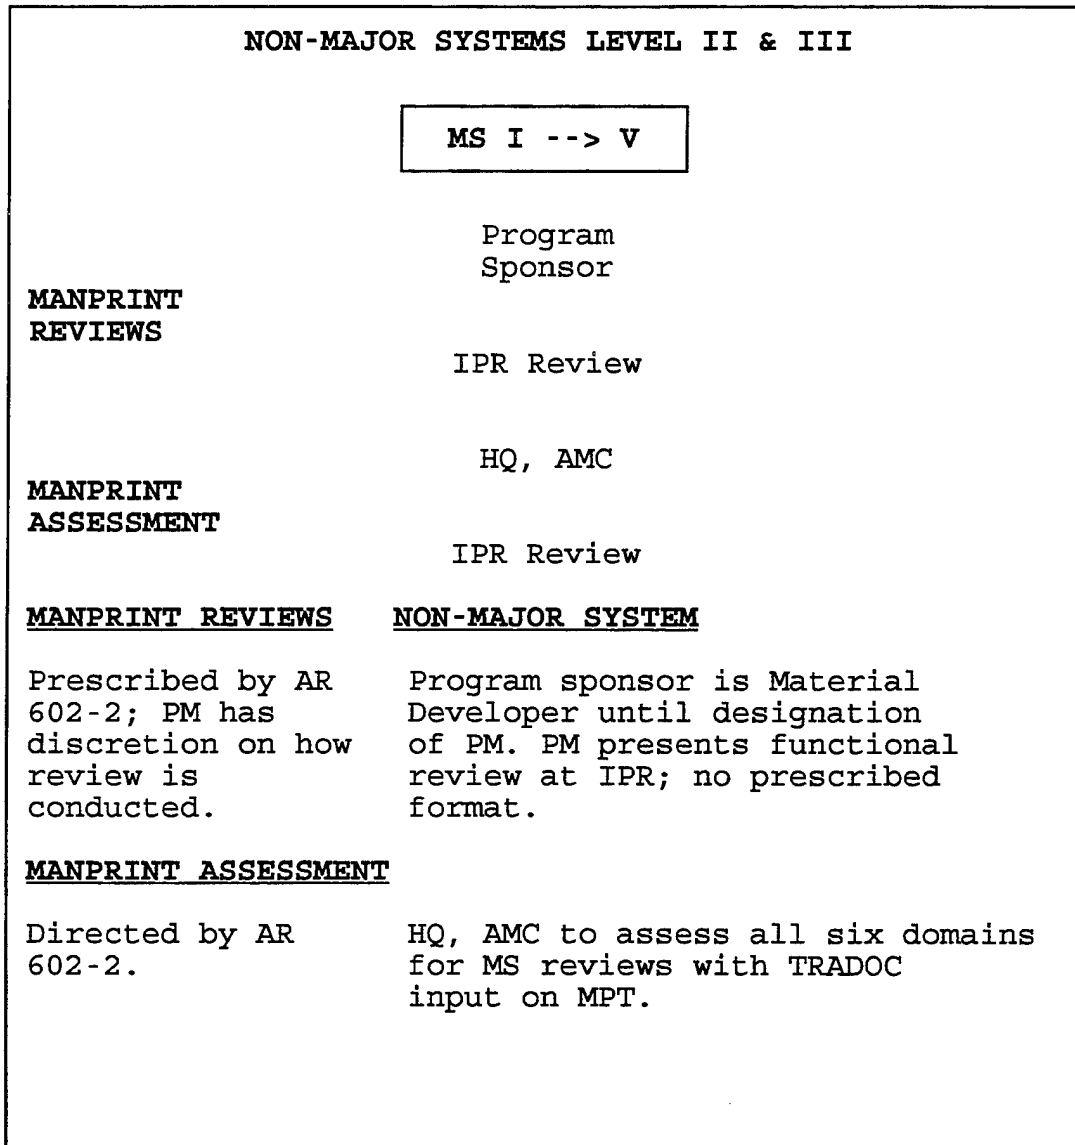 NON-MAJOR SYSTEMS LEVEL II & III
MS I --> V
Program
Sponsor
MANPRINT
REVIEWS
IPR Review
HQ, AMC
MANPRINT
ASSESSMENT
IPR Review
MANPRINT REVIEWS NON-MAJOR SYSTEM
Prescribed by AR Program sponsor is Material
602-2; PM has Developer until designation
discretion on how of PM. PM presents functional
review is review at IPR; no prescribed
conducted. format.
MANPRINT ASSESSMENT
Directed by AR HQ, AMC to assess all six domains
602-2. for MS reviews with TRADOC
input on MPT.